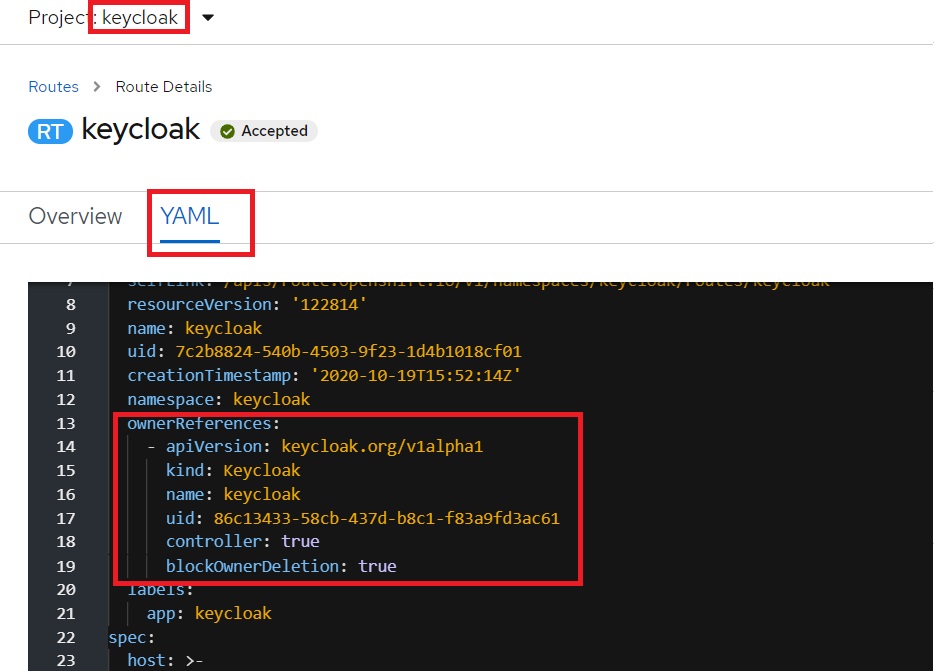 Project: keycloak
Routes > Route Details
RT keycloak Accepted
Overview YAML
7 selfLink: /apis/route.openshift.io/v1/namespaces/keycloak/routes/keycloak
8 resourceVersion: '122814'
9 name: keycloak
10 uid: 7c2b8824-540b-4503-9f23-1d4b1018cf01
11 creationTimestamp: '2020-10-19T15:52:14Z'
12 namespace: keycloak
13 ownerReferences:
14 - apiVersion: keycloak.org/v1alpha1
15 kind: Keycloak
16 name: keycloak
17 uid: 86c13433-58cb-437d-b8c1-f83a9fd3ac61
18 controller: true
19 blockOwnerDeletion: true
20 labels:
21 app: keycloak
22 spec:
23 host: >-